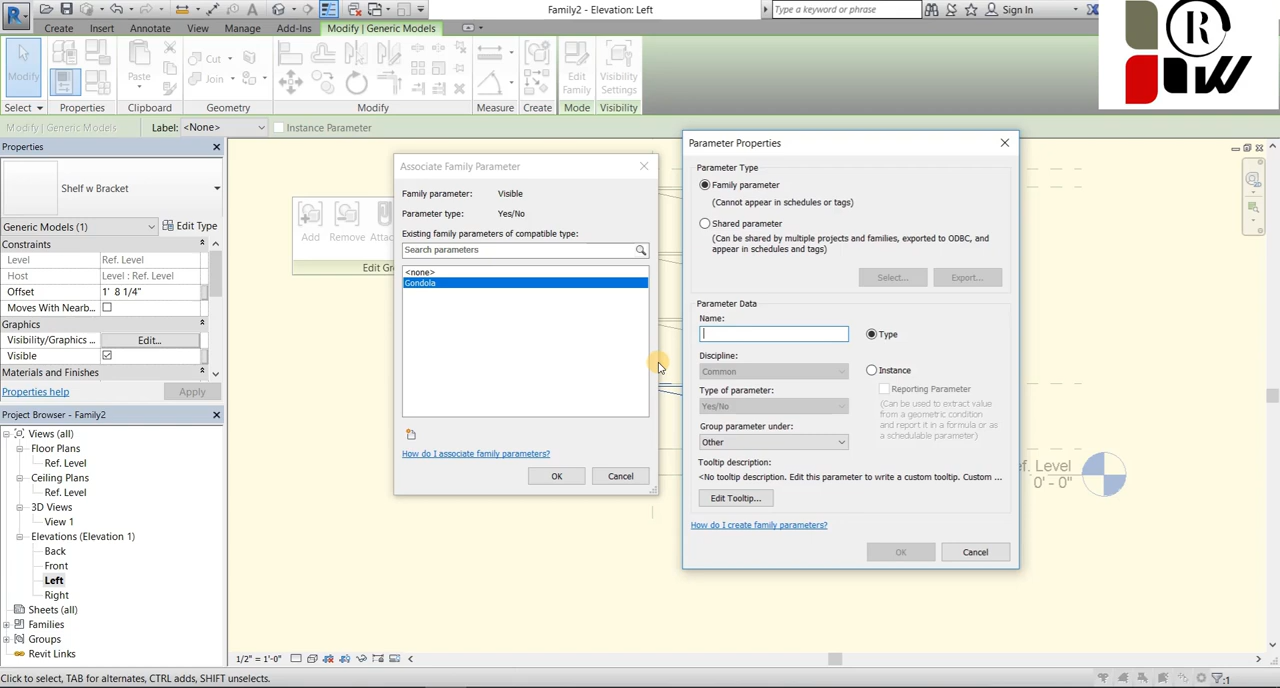 Family2 - Elevation: Left
Type a keyword or phrase
Sign In
R
Create Insert Annotate View Manage Add-Ins Modify | Generic Models
R
W
Modify
Paste
Cut
Join
Edit Family
Visibility Settings
Select Properties Clipboard Geometry Modify Measure Create Mode Visibility
Modify | Generic Models
Label: <None>
Instance Parameter
Properties
Shelf w Bracket
Generic Models (1)
Edit Type
Constraints
Level Ref. Level
Host Level : Ref. Level
Offset 1' 8 1/4"
Moves With Nearb...
Graphics
Visibility/Graphics ... Edit...
Visible
Materials and Finishes
Properties help
Apply
Project Browser - Family2
Views (all)
Floor Plans
Ref. Level
Ceiling Plans
Ref. Level
3D Views
View 1
Elevations (Elevation 1)
Back
Front
Left
Right
Sheets (all)
Families
Groups
Revit Links
Add Remove Attac
Edit Gr
Associate Family Parameter
Family parameter: Visible
Parameter type: Yes/No
Existing family parameters of compatible type:
Search parameters
<none>
Gondola
How do I associate family parameters?
OK
Cancel
Parameter Properties
Parameter Type
Family parameter
(Cannot appear in schedules or tags)
Shared parameter
(Can be shared by multiple projects and families, exported to ODBC, and
appear in schedules and tags)
Select...
Export...
Parameter Data
Name:
Type
Discipline:
Common
Instance
Reporting Parameter
Type of parameter:
Yes/No
(Can be used to extract value
from a geometric condition
and report it in a formula or as
a schedulable parameter)
Group parameter under:
Other
Tooltip description:
<No tooltip description. Edit this parameter to write a custom tooltip. Custom ...
Edit Tooltip...
How do I create family parameters?
OK
Cancel
ef. Level
0' - 0"
1/2" = 1'-0"
Click to select, TAB for alternates, CTRL adds, SHIFT unselects.
:1